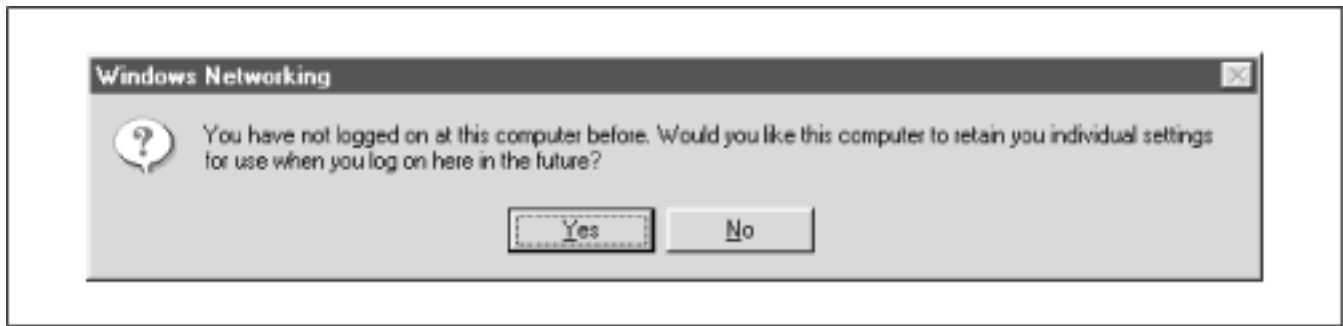 Windows Networking
You have not logged on at this computer before. Would you like this computer to retain you individual settings
for use when you log on here in the future?
Yes No